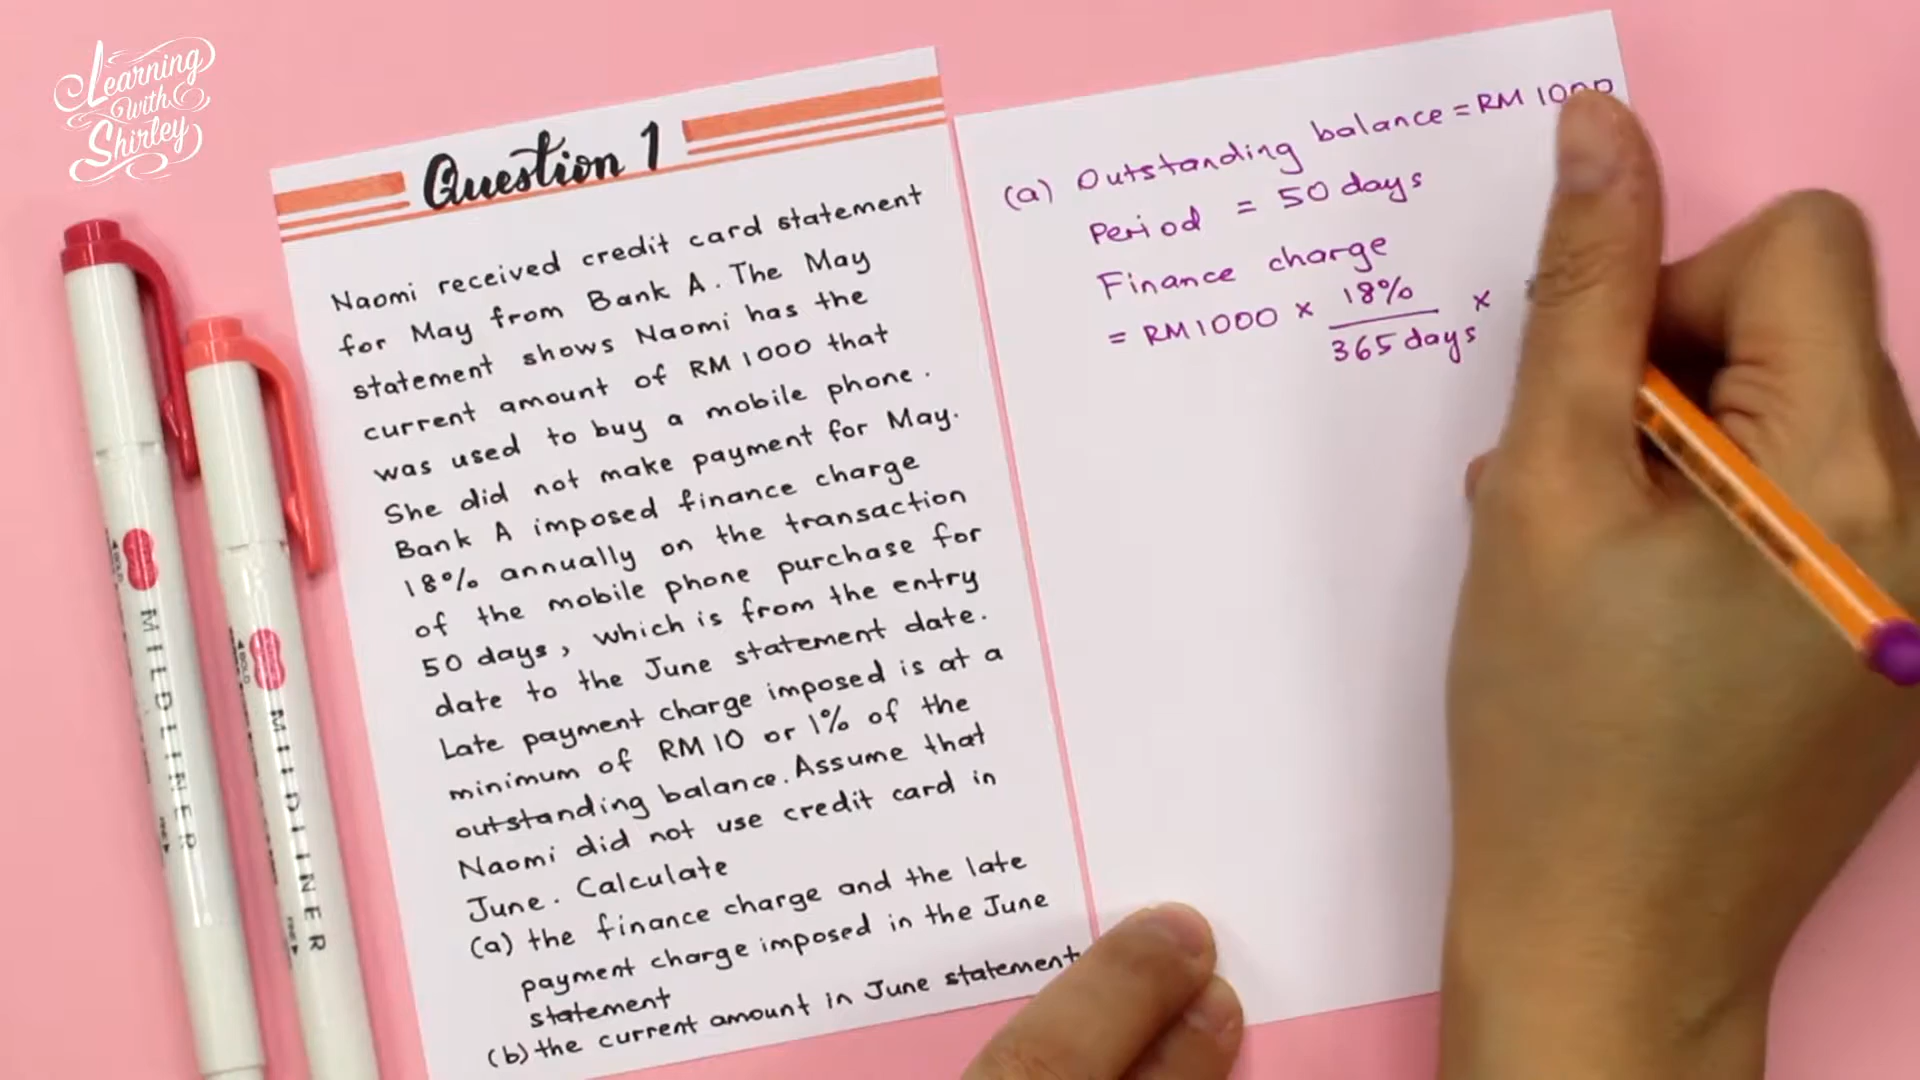 Learning
with
Shirley
Question 1
Naomi received credit card statement
for May from Bank A. The May
statement shows Naomi has the
current amount of RM 1000 that
was used to buy a mobile phone.
She did not make payment for May.
Bank A imposed finance charge
18% annually on the transaction
of the mobile phone purchase for
50 days, which is from the entry
date to the June statement date.
Late payment charge imposed is at a
minimum of RM 10 or 1% of the
outstanding balance. Assume that
Naomi did not use credit card in
June. Calculate
(a) the finance charge and the late
payment charge imposed in the June
statement
(b) the current amount in June statement
(a) Outstanding balance = RM 1000
Period = 50 days
Finance charge
= RM1000 × 18% / 365 days ×
MILDLINER
MILDLINER